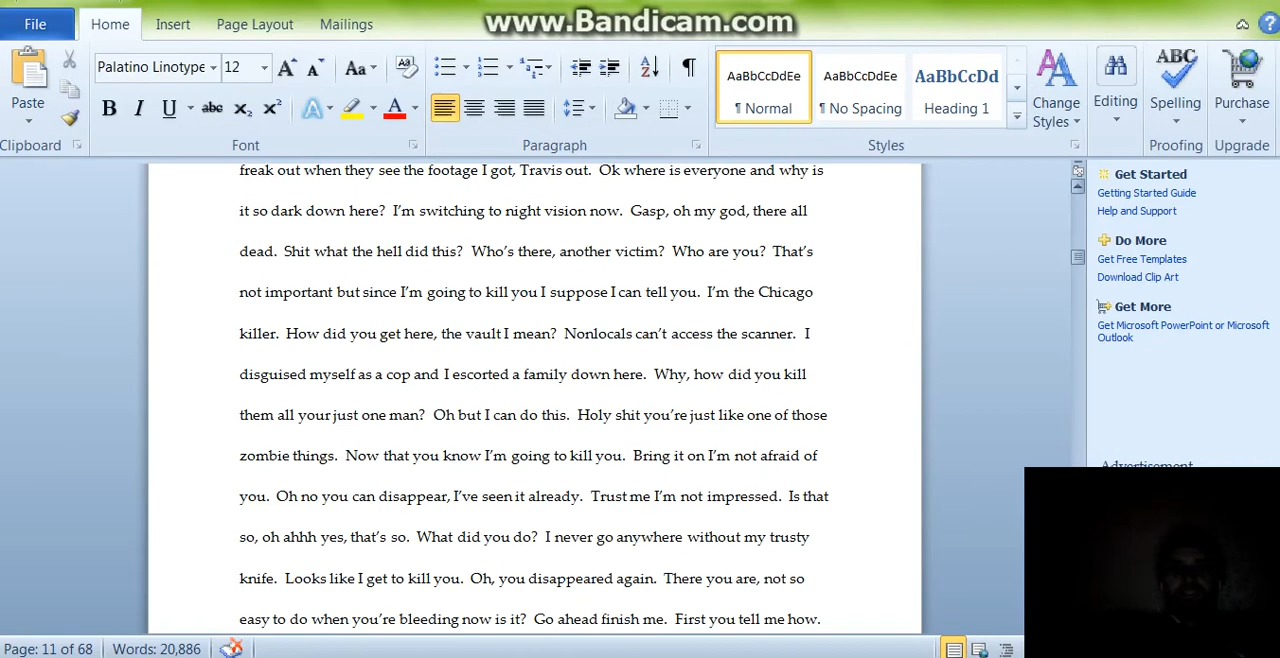 www.Bandicam.com
File Home Insert Page Layout Mailings
Palatino Linotype 12 Aa AaBbCcDdEe AaBbCcDdEe AaBbCcDd ABC
Paste B I U abc x₂ x² A A ¶ Normal ¶ No Spacing Heading 1 Change Styles Editing Spelling Purchase
Clipboard Font Paragraph Styles Proofing Upgrade
freak out when they see the footage I got, Travis out.  Ok where is everyone and why is
it so dark down here?  I'm switching to night vision now.  Gasp, oh my god, there all
dead.  Shit what the hell did this?  Who's there, another victim?  Who are you?  That's
not important but since I'm going to kill you I suppose I can tell you.  I'm the Chicago
killer.  How did you get here, the vault I mean?  Nonlocals can't access the scanner.  I
disguised myself as a cop and I escorted a family down here.  Why, how did you kill
them all your just one man?  Oh but I can do this.  Holy shit you're just like one of those
zombie things.  Now that you know I'm going to kill you.  Bring it on I'm not afraid of
you.  Oh no you can disappear, I've seen it already.  Trust me I'm not impressed.  Is that
so, oh ahhh yes, that's so.  What did you do?  I never go anywhere without my trusty
knife.  Looks like I get to kill you.  Oh, you disappeared again.  There you are, not so
easy to do when you're bleeding now is it?  Go ahead finish me.  First you tell me how.
Get Started
Getting Started Guide
Help and Support
Do More
Get Free Templates
Download Clip Art
Get More
Get Microsoft PowerPoint or Microsoft
Outlook
Advertisement
Page: 11 of 68 Words: 20,886